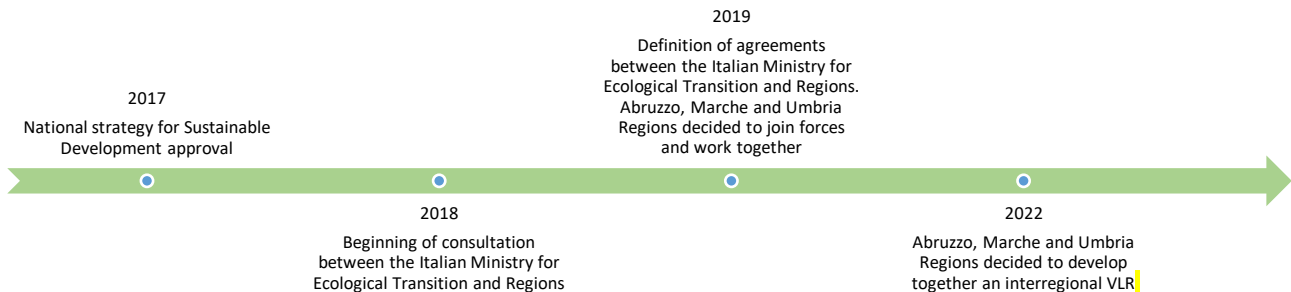 2017
National strategy for Sustainable
Development approval
2018
Beginning of consultation
between the Italian Ministry for
Ecological Transition and Regions
2019
Definition of agreements
between the Italian Ministry for
Ecological Transition and Regions.
Abruzzo, Marche and Umbria
Regions decided to join forces
and work together
2022
Abruzzo, Marche and Umbria
Regions decided to develop
together an interregional VLR